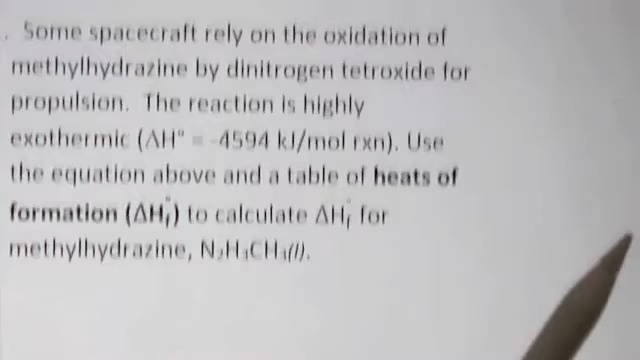 . Some spacecraft rely on the oxidation of
methylhydrazine by dinitrogen tetroxide for
propulsion. The reaction is highly
exothermic (ΔH° = -4594 kJ/mol rxn). Use
the equation above and a table of heats of
formation (ΔH°f) to calculate ΔH°f for
methylhydrazine, N₂H₃CH₃(l).